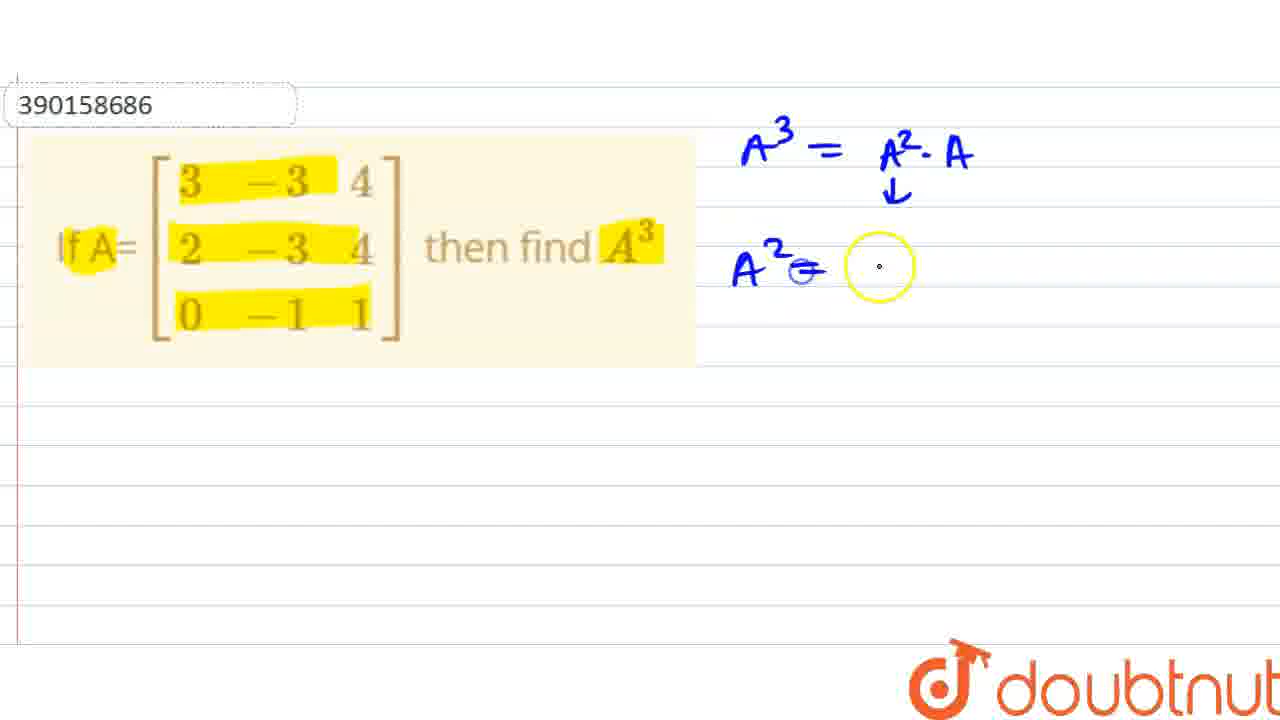 390158686
If A= [ 3 −3 4
2 −3 4
0 −1 1 ] then find A³
A³ = A². A
↓
A² =
doubtnut